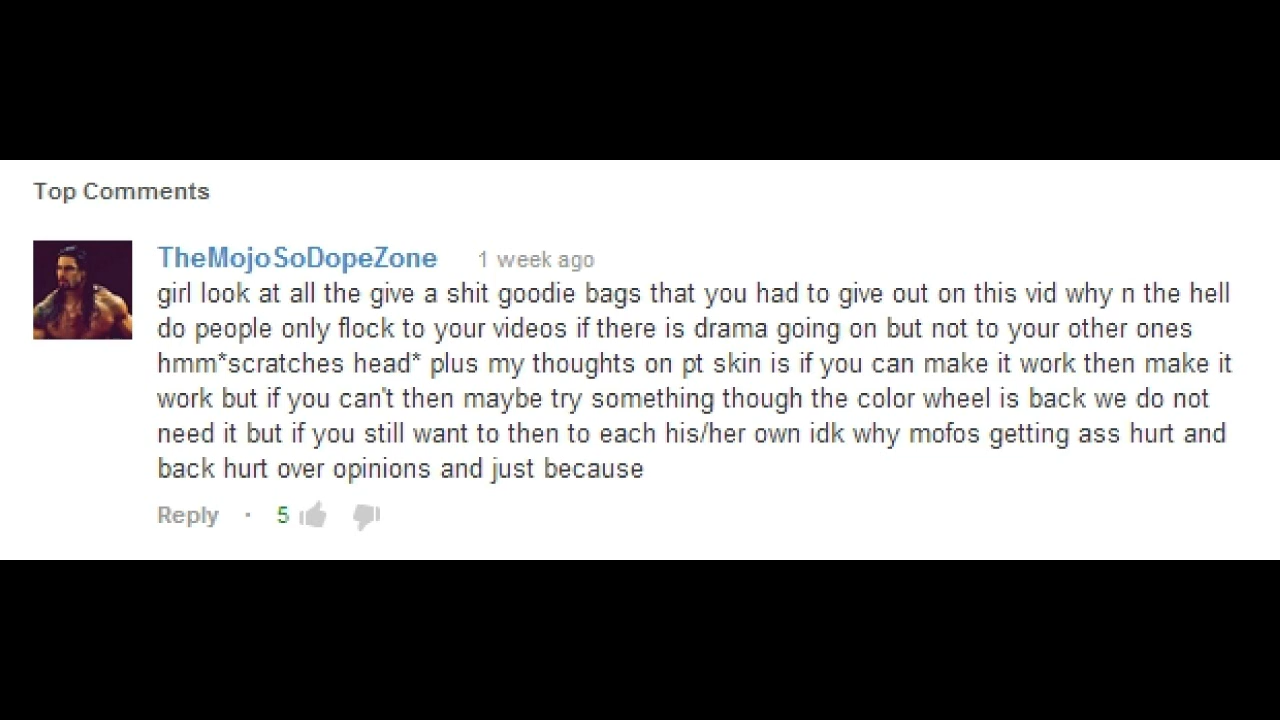 Top Comments
TheMojoSoDopeZone 1 week ago
girl look at all the give a shit goodie bags that you had to give out on this vid why n the hell
do people only flock to your videos if there is drama going on but not to your other ones
hmm*scratches head* plus my thoughts on pt skin is if you can make it work then make it
work but if you can't then maybe try something though the color wheel is back we do not
need it but if you still want to then to each his/her own idk why mofos getting ass hurt and
back hurt over opinions and just because
Reply · 5